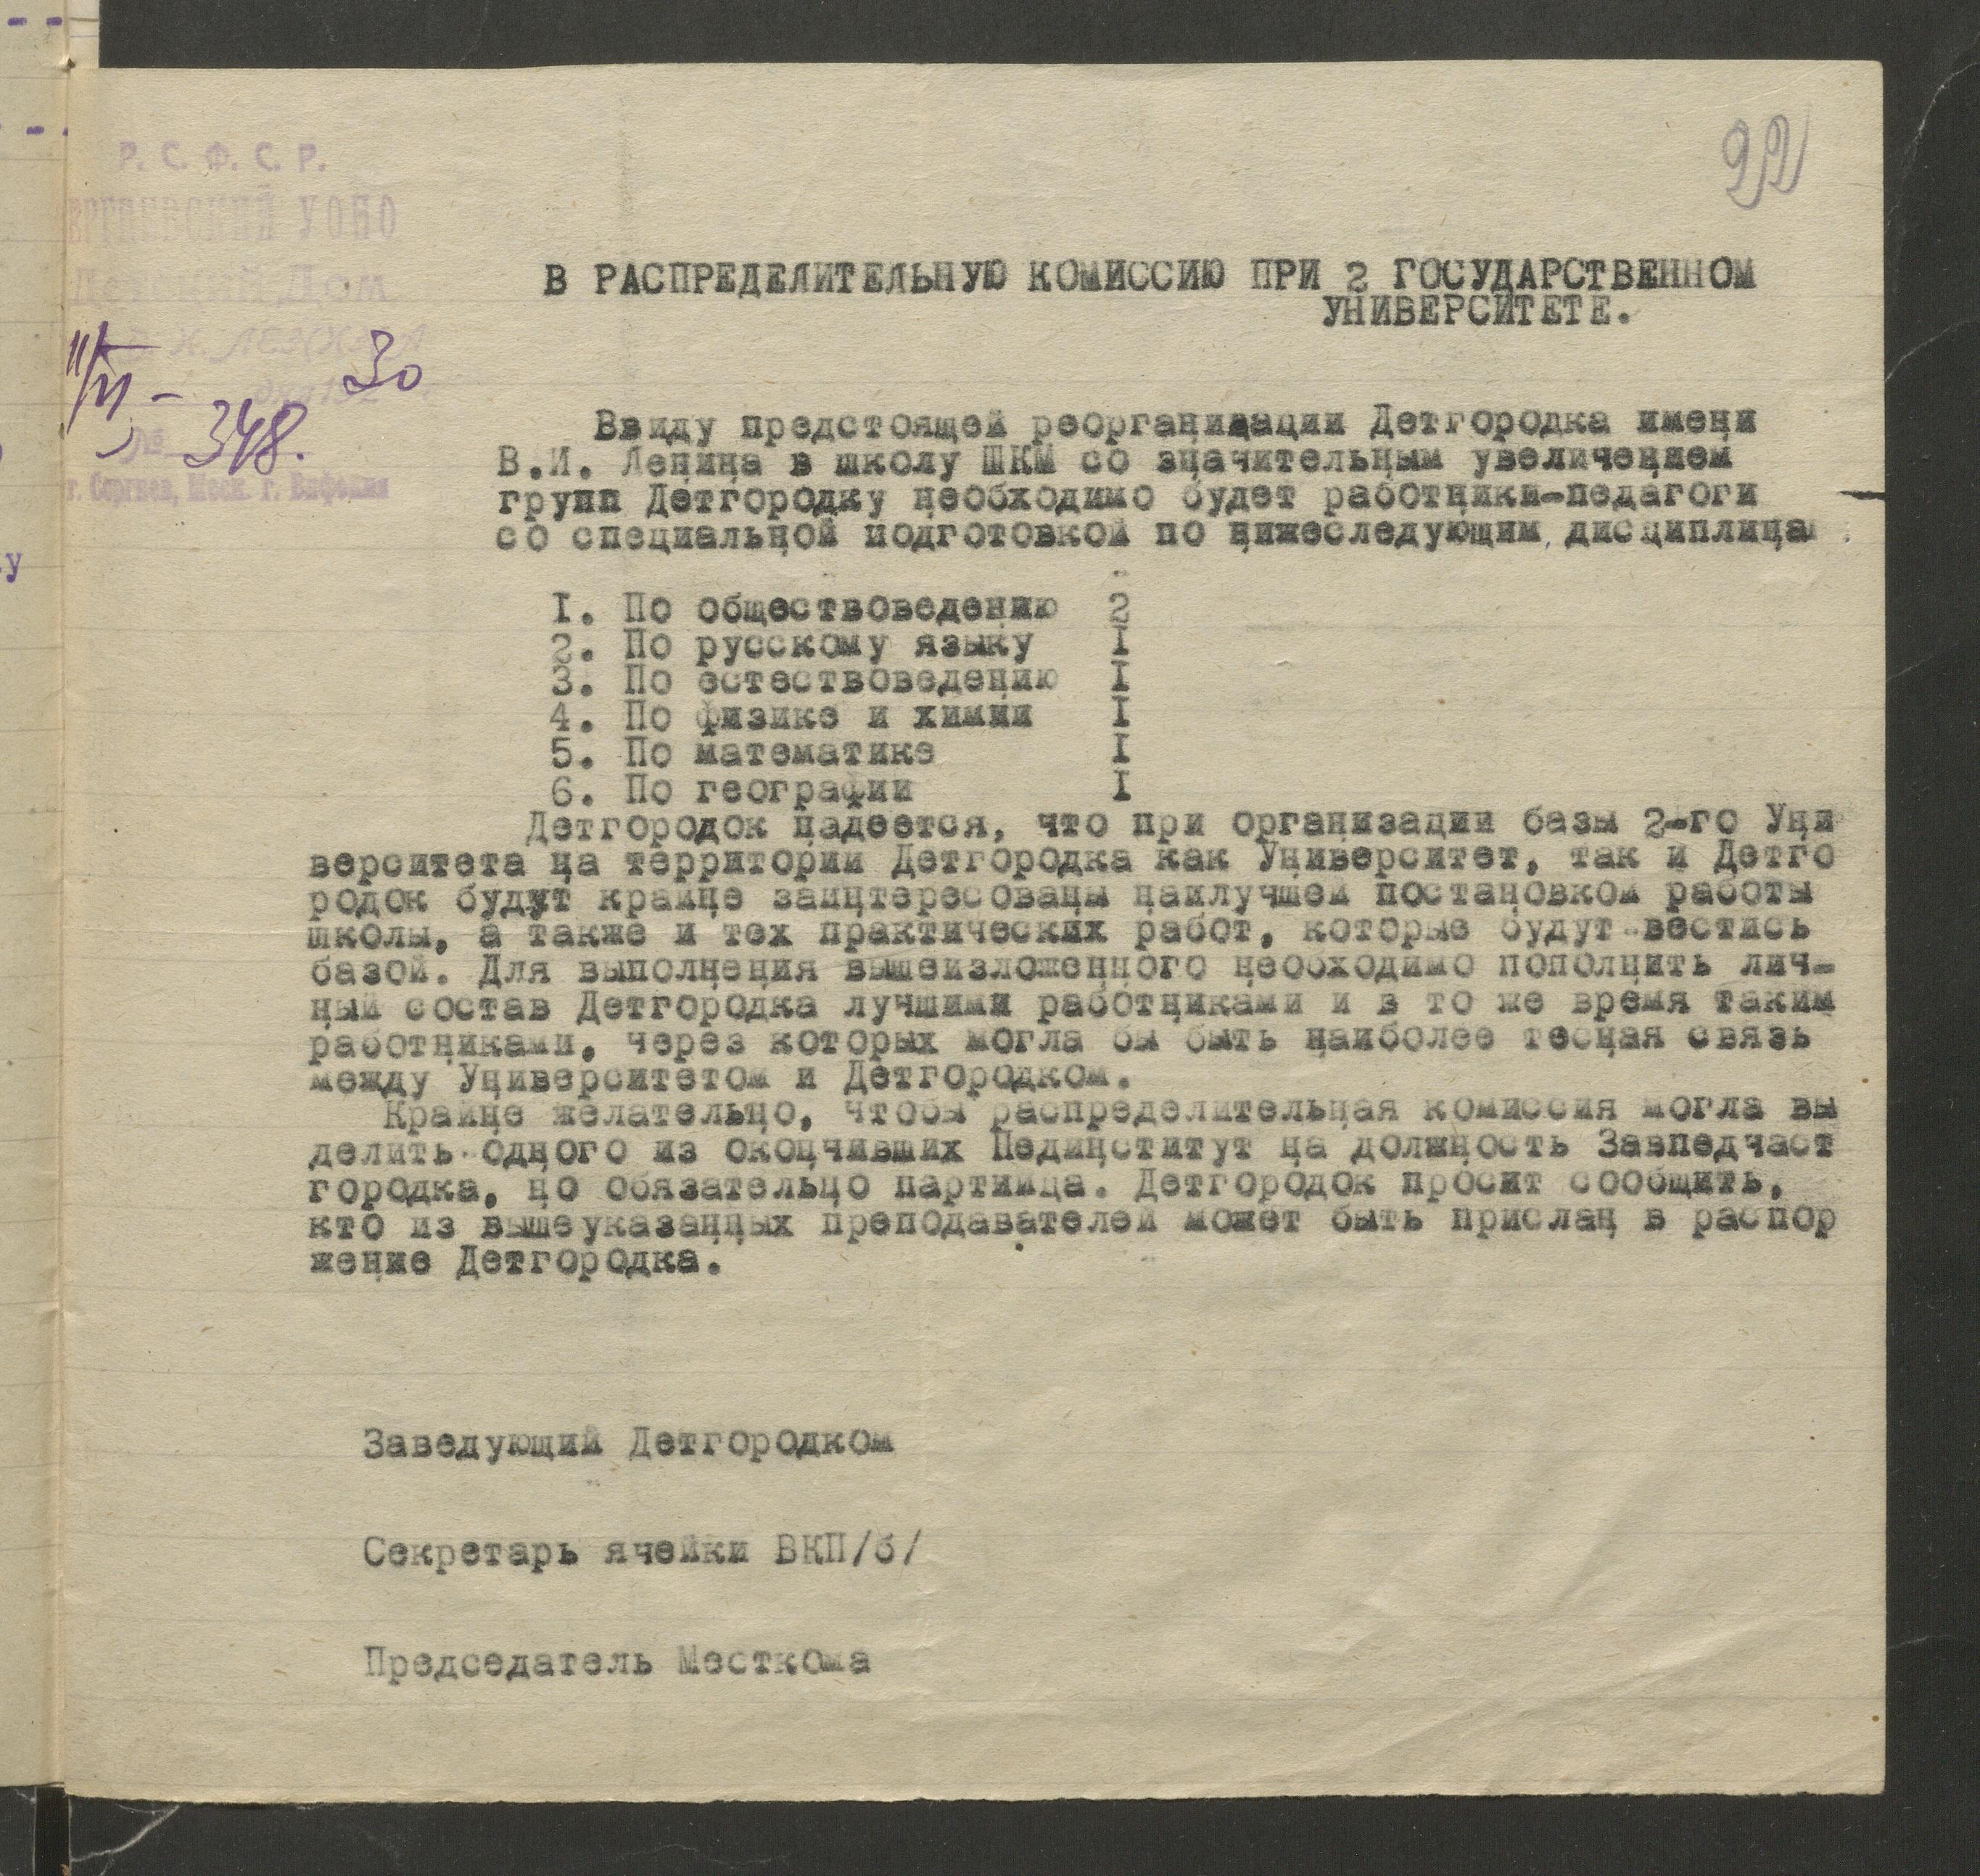 92
Р. С. Ф. С. Р.
ЕРГИЕВСКИЙ УОНО
Детский Дом
11/VI - 30
№ 348.
г. Сергиев, Моск. г. Вифания
В РАСПРЕДЕЛИТЕЛЬНУЮ КОМИССИЮ ПРИ 2 ГОСУДАРСТВЕННОМ
УНИВЕРСИТЕТЕ.
Ввиду предстоящей реорганизации Детгородка имени
В.И. Ленина в школу ШКМ со значительным увеличением
групп Детгородку необходимо будет работники-педагоги
со специальной подготовкой по нижеследующим дисциплина
I. По обществоведению 2
2. По русскому языку I
3. По естествоведению I
4. По физике и химии I
5. По математике I
6. По географии I
Детгородок надеется, что при организации базы 2-го Уни
верситета на территории Детгородка как Университет, так и Детго
родок будут крайне заинтересованы наилучшей постановкой работы
школы, а также и тех практических работ, которые будут вестись
базой. Для выполнения вышеизложенного необходимо пополнить лич-
ный состав Детгородка лучшими работниками и в то же время таким
работниками, через которых могла бы быть наиболее тесная связь
между Университетом и Детгородком.
Крайне желательно, чтобы распределительная комиссия могла вы
делить одного из окончивших Пединститут на должность Завпедчаст
городка, но обязательно партийца. Детгородок просит сообщить,
кто из вышеуказанных преподавателей может быть прислан в распор
жение Детгородка.
Заведующий Детгородком
Секретарь ячейки ВКП/б/
Председатель Месткома